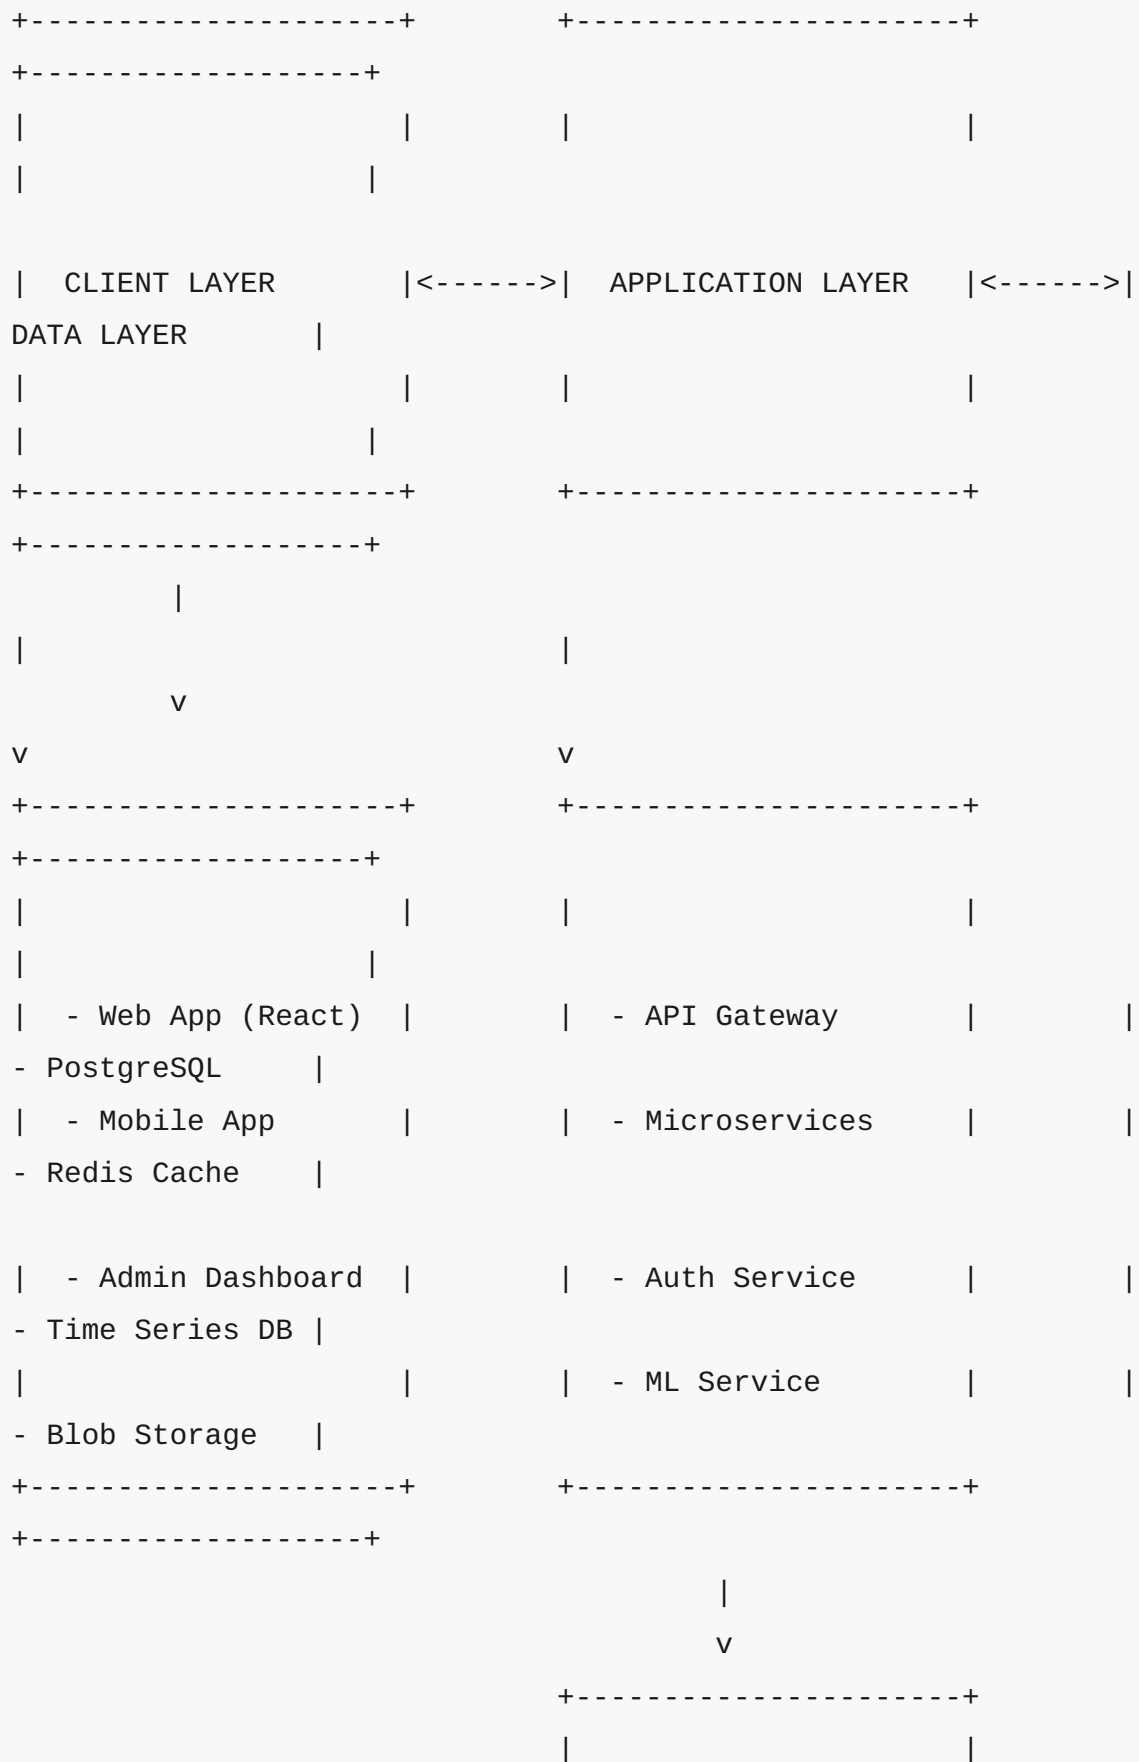 +---------------------+        +----------------------+
+-------------------+
|                     |        |                      |
|                   |
|  CLIENT LAYER       |<------>|  APPLICATION LAYER   |<------>|
DATA LAYER       |
|                     |        |                      |
|                   |
+---------------------+        +----------------------+
+-------------------+
         |
|                              |
         v
v                              v
+---------------------+        +----------------------+
+-------------------+
|                     |        |                      |
|                   |
|  - Web App (React)  |        |  - API Gateway       |        |
- PostgreSQL     |
|  - Mobile App       |        |  - Microservices     |        |
- Redis Cache    |
|  - Admin Dashboard  |        |  - Auth Service      |        |
- Time Series DB |
|                     |        |  - ML Service        |        |
- Blob Storage   |
+---------------------+        +----------------------+
+-------------------+
                                        |
                                        v
                               +----------------------+
                               |                      |